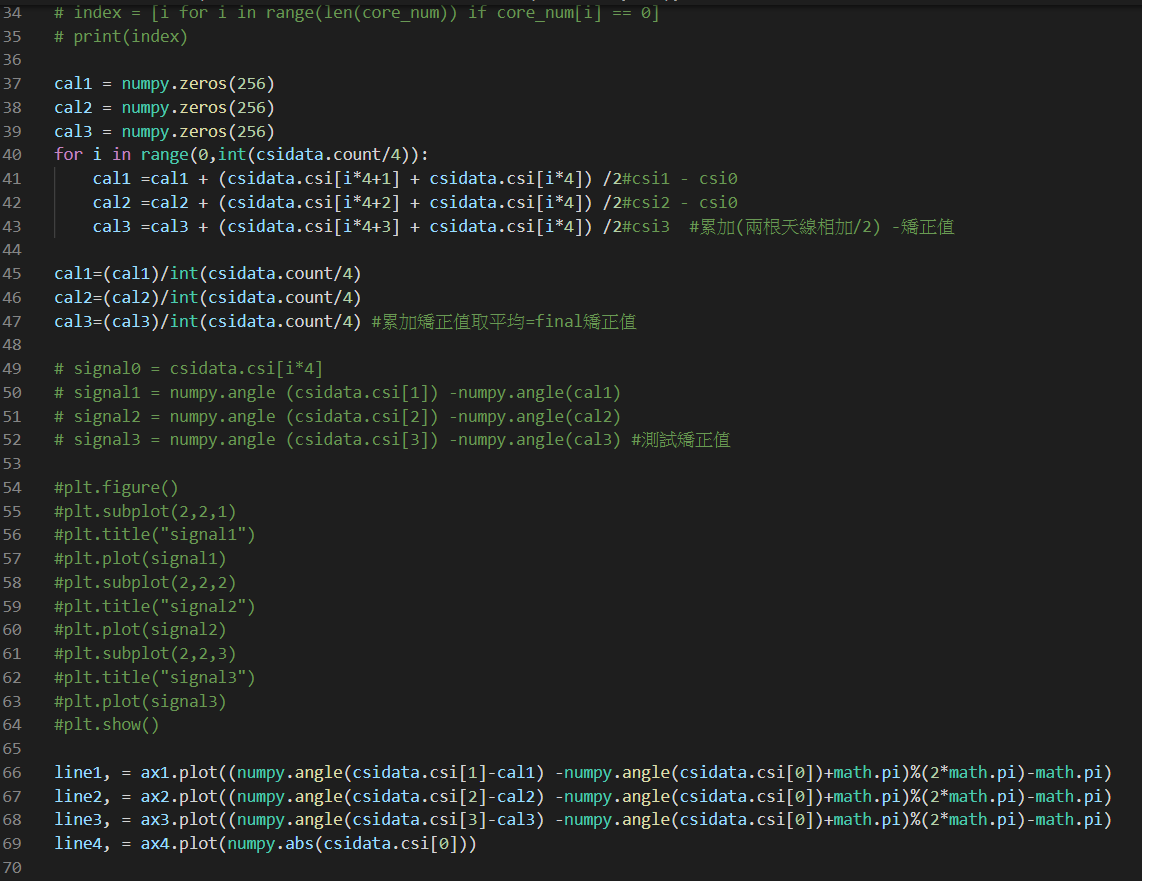 34 # index = [i for i in range(len(core_num)) if core_num[i] == 0]
35 # print(index)
36
37 cal1 = numpy.zeros(256)
38 cal2 = numpy.zeros(256)
39 cal3 = numpy.zeros(256)
40 for i in range(0,int(csidata.count/4)):
41     cal1 =cal1 + (csidata.csi[i*4+1] + csidata.csi[i*4]) /2#csi1 - csi0
42     cal2 =cal2 + (csidata.csi[i*4+2] + csidata.csi[i*4]) /2#csi2 - csi0
43     cal3 =cal3 + (csidata.csi[i*4+3] + csidata.csi[i*4]) /2#csi3  #累加(兩根天線相加/2) -矯正值
44
45 cal1=(cal1)/int(csidata.count/4)
46 cal2=(cal2)/int(csidata.count/4)
47 cal3=(cal3)/int(csidata.count/4) #累加矯正值取平均=final矯正值
48
49 # signal0 = csidata.csi[i*4]
50 # signal1 = numpy.angle (csidata.csi[1]) -numpy.angle(cal1)
51 # signal2 = numpy.angle (csidata.csi[2]) -numpy.angle(cal2)
52 # signal3 = numpy.angle (csidata.csi[3]) -numpy.angle(cal3) #測試矯正值
53
54 #plt.figure()
55 #plt.subplot(2,2,1)
56 #plt.title("signal1")
57 #plt.plot(signal1)
58 #plt.subplot(2,2,2)
59 #plt.title("signal2")
60 #plt.plot(signal2)
61 #plt.subplot(2,2,3)
62 #plt.title("signal3")
63 #plt.plot(signal3)
64 #plt.show()
65
66 line1, = ax1.plot((numpy.angle(csidata.csi[1]-cal1) -numpy.angle(csidata.csi[0])+math.pi)%(2*math.pi)-math.pi)
67 line2, = ax2.plot((numpy.angle(csidata.csi[2]-cal2) -numpy.angle(csidata.csi[0])+math.pi)%(2*math.pi)-math.pi)
68 line3, = ax3.plot((numpy.angle(csidata.csi[3]-cal3) -numpy.angle(csidata.csi[0])+math.pi)%(2*math.pi)-math.pi)
69 line4, = ax4.plot(numpy.abs(csidata.csi[0]))
70